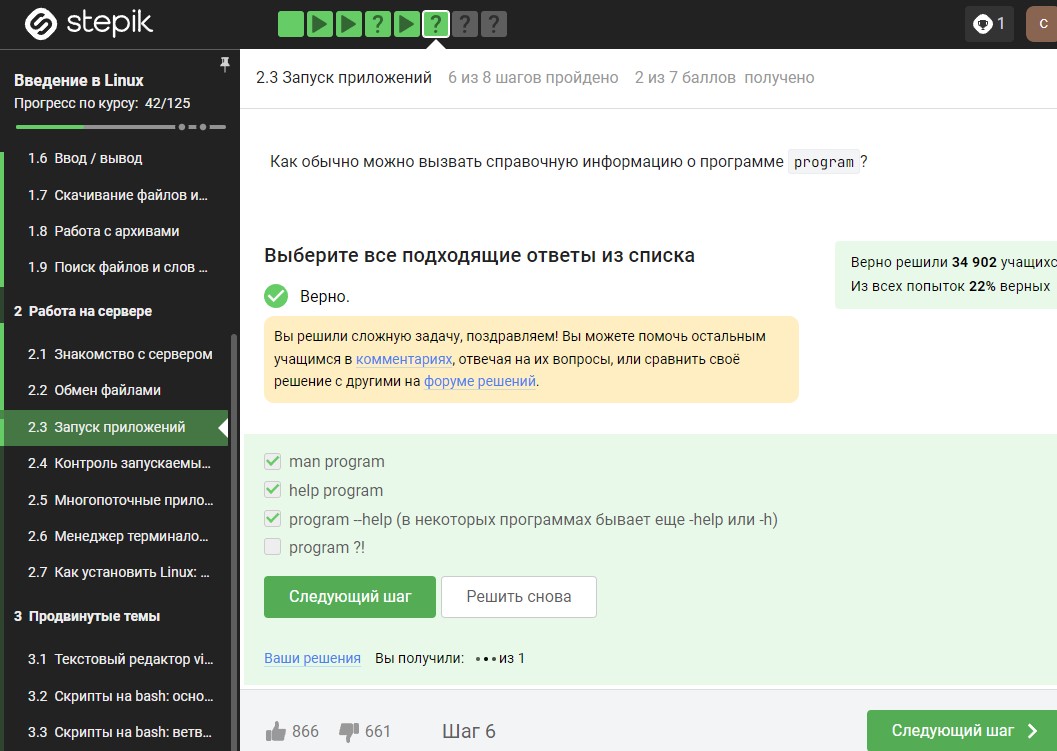 stepik
? ? ? ?
1
C
Введение в Linux
Прогресс по курсу: 42/125
1.6 Ввод / вывод
1.7 Скачивание файлов и...
1.8 Работа с архивами
1.9 Поиск файлов и слов ...
2 Работа на сервере
2.1 Знакомство с сервером
2.2 Обмен файлами
2.3 Запуск приложений
2.4 Контроль запускаемы...
2.5 Многопоточные прило...
2.6 Менеджер терминало...
2.7 Как установить Linux: ...
3 Продвинутые темы
3.1 Текстовый редактор vi...
3.2 Скрипты на bash: осно...
3.3 Скрипты на bash: ветв...
2.3 Запуск приложений 6 из 8 шагов пройдено 2 из 7 баллов получено
Как обычно можно вызвать справочную информацию о программе program ?
Выберите все подходящие ответы из списка
Верно.
Вы решили сложную задачу, поздравляем! Вы можете помочь остальным
учащимся в комментариях, отвечая на их вопросы, или сравнить своё
решение с другими на форуме решений.
Верно решили 34 902 учащихс
Из всех попыток 22% верных
man program
help program
program --help (в некоторых программах бывает еще -help или -h)
program ?!
Следующий шаг Решить снова
Ваши решения Вы получили: ••• из 1
866 661 Шаг 6 Следующий шаг